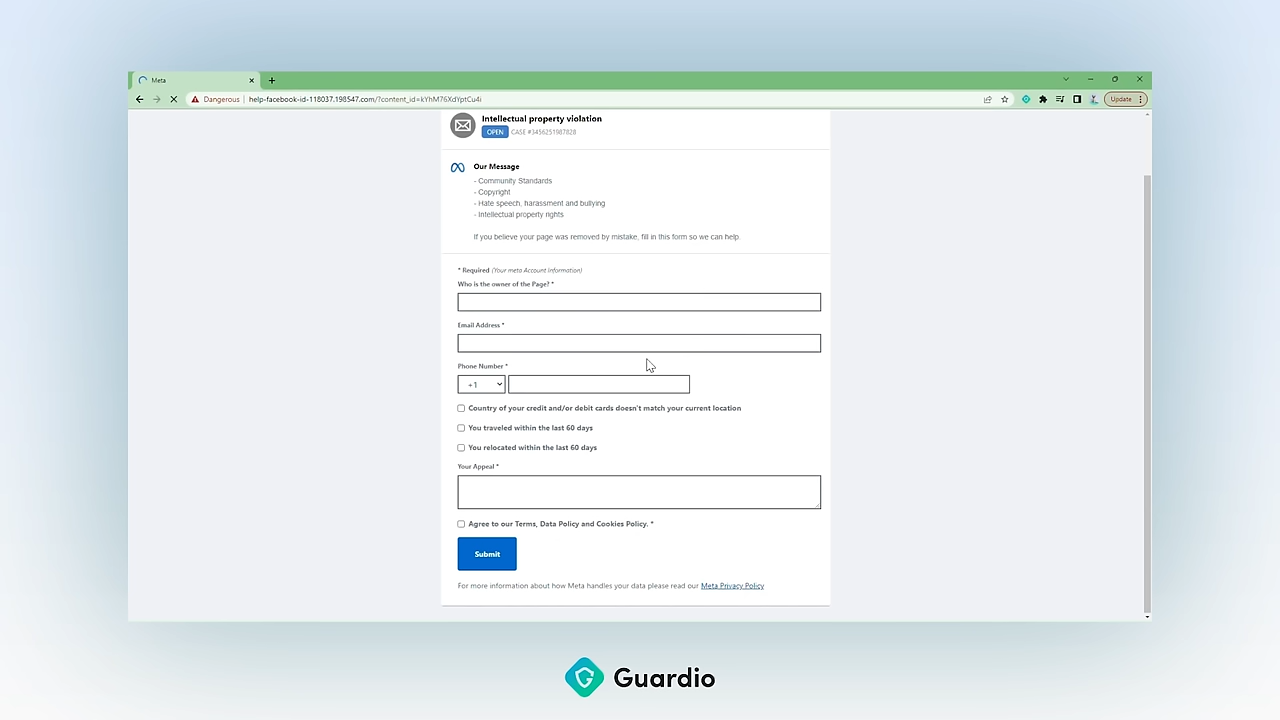 Meta
Dangerous help-facebook-id-118037.198547.com/?content_id=kYhM76XdYptCu4i
Update
Intellectual property violation
OPEN CASE #3456251987828
Our Message
- Community Standards
- Copyright
- Hate speech, harassment and bullying
- Intellectual property rights
If you believe your page was removed by mistake, fill in this form so we can help.
* Required (Your meta Account Information)
Who is the owner of the Page? *
Email Address *
Phone Number *
+1
Country of your credit and/or debit cards doesn't match your current location
You traveled within the last 60 days
You relocated within the last 60 days
Your Appeal *
Agree to our Terms, Data Policy and Cookies Policy. *
Submit
For more information about how Meta handles your data please read our Meta Privacy Policy
Guardio